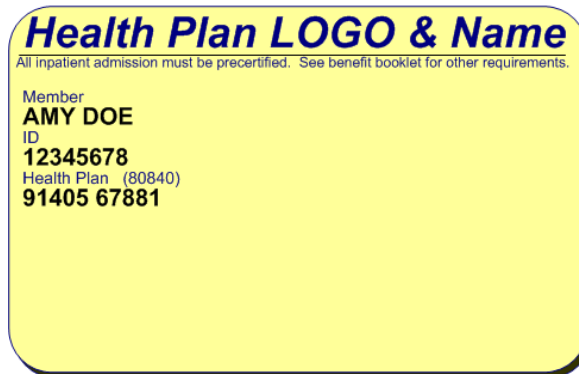 Health Plan LOGO & Name
All inpatient admission must be precertified. See benefit booklet for other requirements.
Member
AMY DOE
ID
12345678
Health Plan (80840)
91405 67881